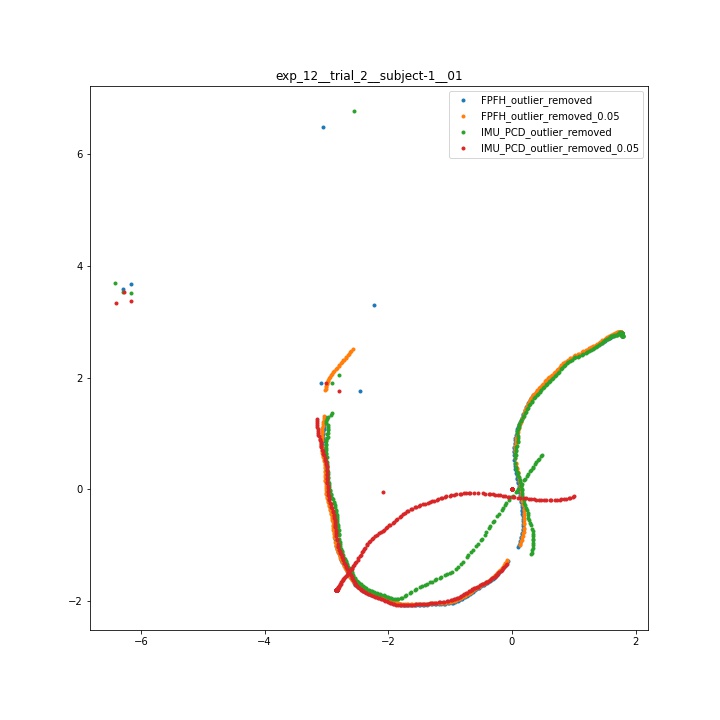 exp_12__trial_2__subject-1__01
FPFH_outlier_removed
FPFH_outlier_removed_0.05
IMU_PCD_outlier_removed
IMU_PCD_outlier_removed_0.05
6
4
2
0
−2
−6 −4 −2 0 2